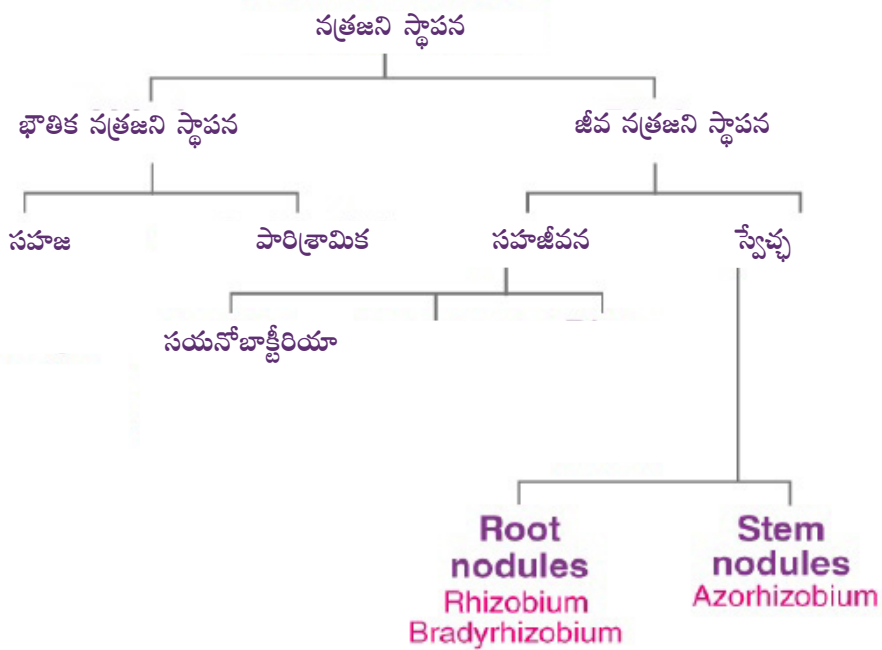 నత్రజని స్థాపన
భౌతిక నత్రజని స్థాపన
జీవ నత్రజని స్థాపన
సహజ
పారిశ్రామిక
సహజీవన
స్వేచ్ఛ
సయనోబాక్టీరియా
Root
nodules
Rhizobium
Bradyrhizobium
Stem
nodules
Azorhizobium